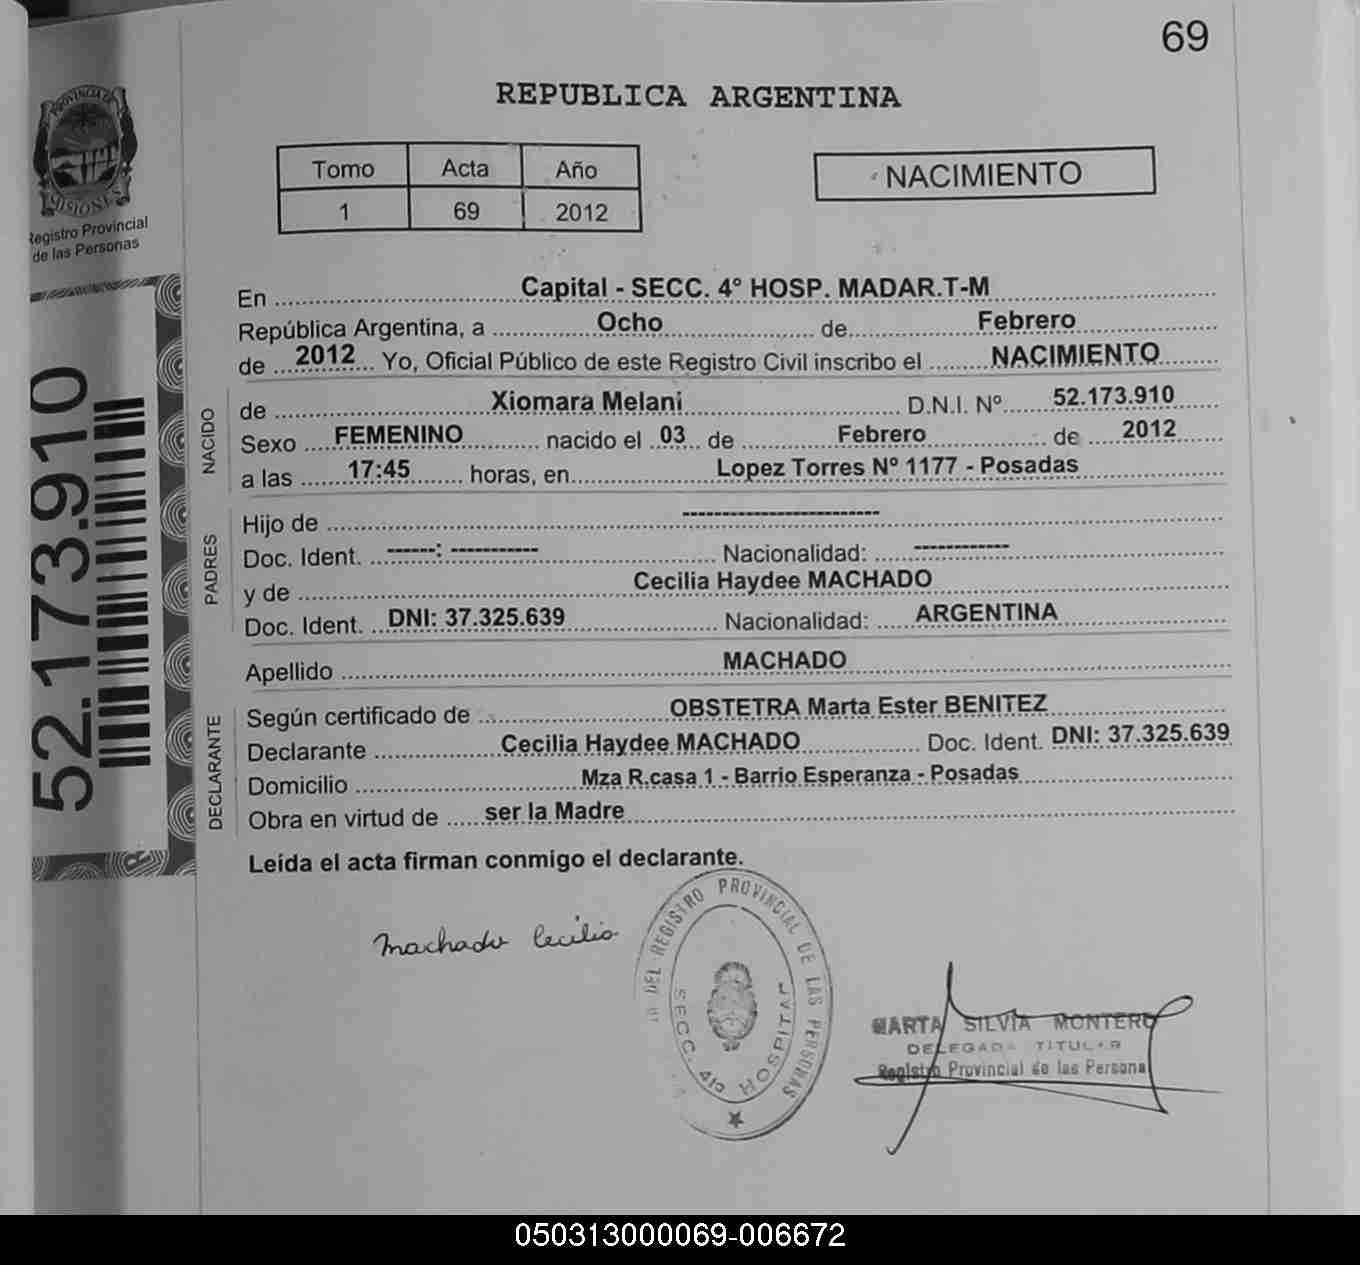 69
REPUBLICA ARGENTINA
PROVINCIA DE
MISIONES
Registro Provincial
de las Personas
Tomo Acta Año
1 69 2012
NACIMIENTO
En Capital - SECC. 4° HOSP. MADAR.T-M
República Argentina, a Ocho de Febrero
de 2012 Yo, Oficial Público de este Registro Civil inscribo el NACIMIENTO
NACIDO
de Xiomara Melani D.N.I. Nº 52.173.910
Sexo FEMENINO nacido el 03 de Febrero de 2012
a las 17:45 horas, en Lopez Torres Nº 1177 - Posadas
PADRES
Hijo de ------------------------
Doc. Ident. ------: ----------- Nacionalidad: ------------
y de Cecilia Haydee MACHADO
Doc. Ident. DNI: 37.325.639 Nacionalidad: ARGENTINA
Apellido MACHADO
DECLARANTE
Según certificado de OBSTETRA Marta Ester BENITEZ
Declarante Cecilia Haydee MACHADO Doc. Ident. DNI: 37.325.639
Domicilio Mza R.casa 1 - Barrio Esperanza - Posadas
Obra en virtud de ser la Madre
Leída el acta firman conmigo el declarante.
52.173.910
Machado Cecilia
DEL REGISTRO PROVINCIAL DE LAS PERSONAS
SECC. 4ta HOSPITAL
MARTA SILVIA MONTERO
DELEGADA TITULAR
Registro Provincial de las Persona
050313000069-006672